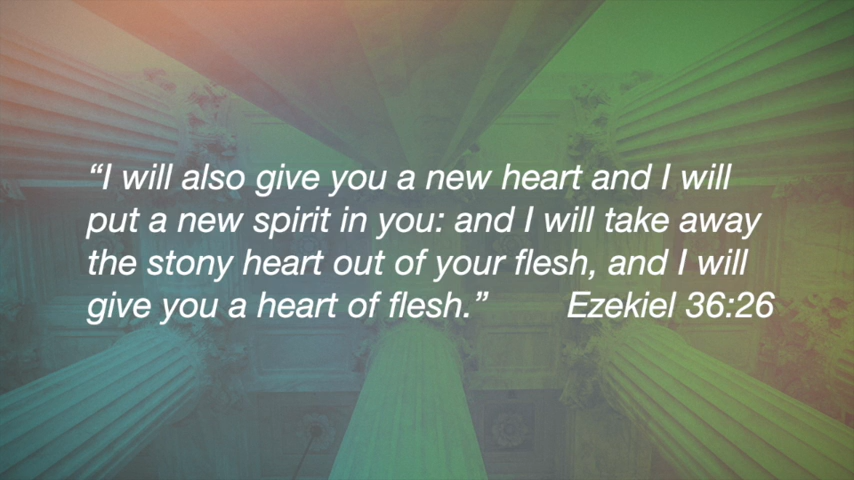 “I will also give you a new heart and I will
put a new spirit in you: and I will take away
the stony heart out of your flesh, and I will
give you a heart of flesh.” Ezekiel 36:26